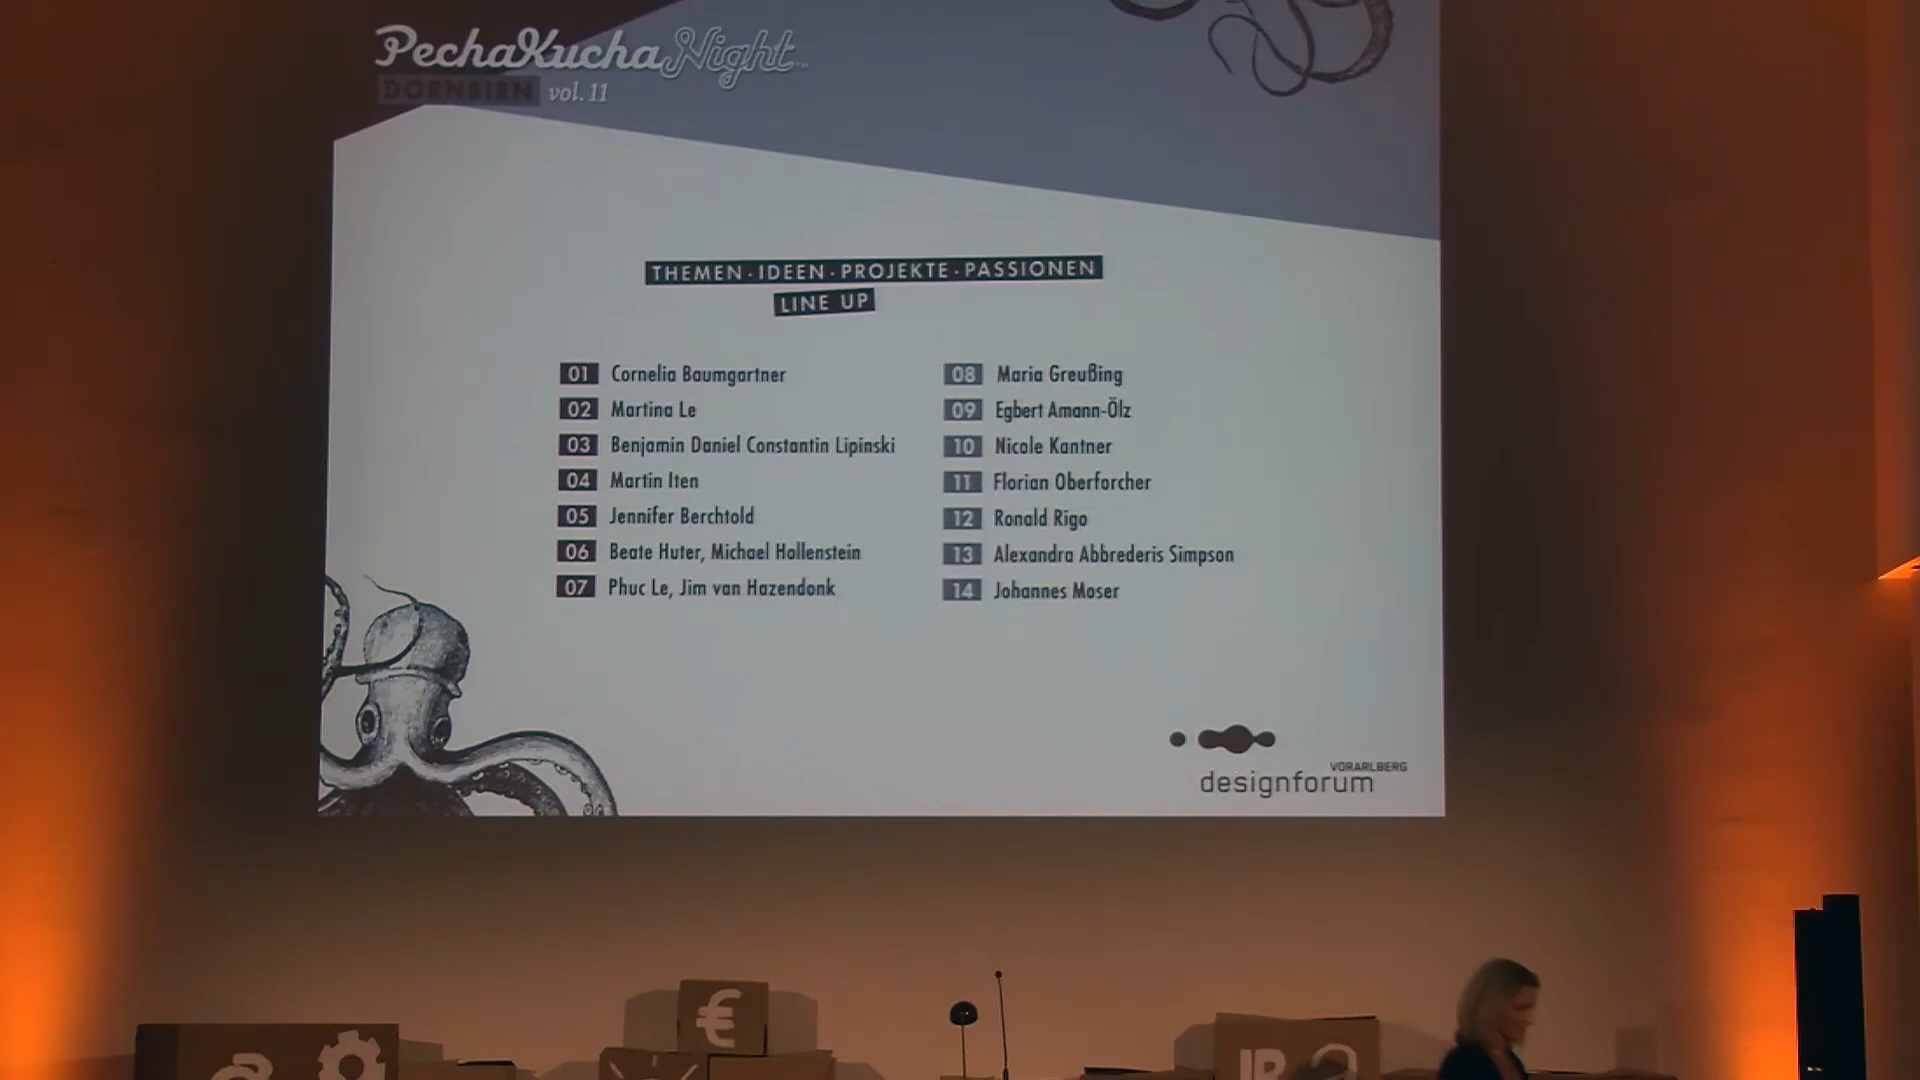 PechaKucha Night
DORNBIRN vol. 11
THEMEN · IDEEN · PROJEKTE · PASSIONEN
LINE UP
01 Cornelia Baumgartner
02 Martina Le
03 Benjamin Daniel Constantin Lipinski
04 Martin Iten
05 Jennifer Berchtold
06 Beate Huter, Michael Hollenstein
07 Phuc Le, Jim van Hazendonk
08 Maria Greußing
09 Egbert Amann-Ölz
10 Nicole Kantner
11 Florian Oberforcher
12 Ronald Rigo
13 Alexandra Abbrederis Simpson
14 Johannes Moser
VORARLBERG
designforum
€